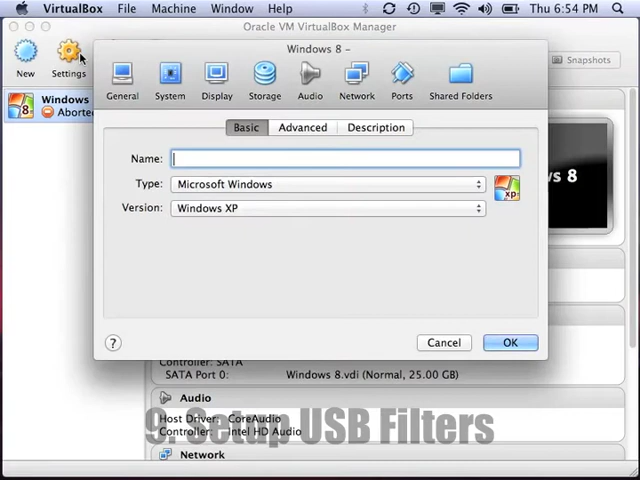 VirtualBox File Machine Window Help Thu 6:54 PM
Oracle VM VirtualBox Manager
New Settings Snapshots
Windows 8 –
General System Display Storage Audio Network Ports Shared Folders
Windows
Aborte
8
Basic Advanced Description
Name:
Type: Microsoft Windows
xp
Version: Windows XP
s 8
? Cancel OK
Controller: SATA
SATA Port 0: Windows 8.vdi (Normal, 25.00 GB)
Audio
Host Driver: CoreAudio
Controller: Intel HD Audio
9. Setup USB Filters
Network